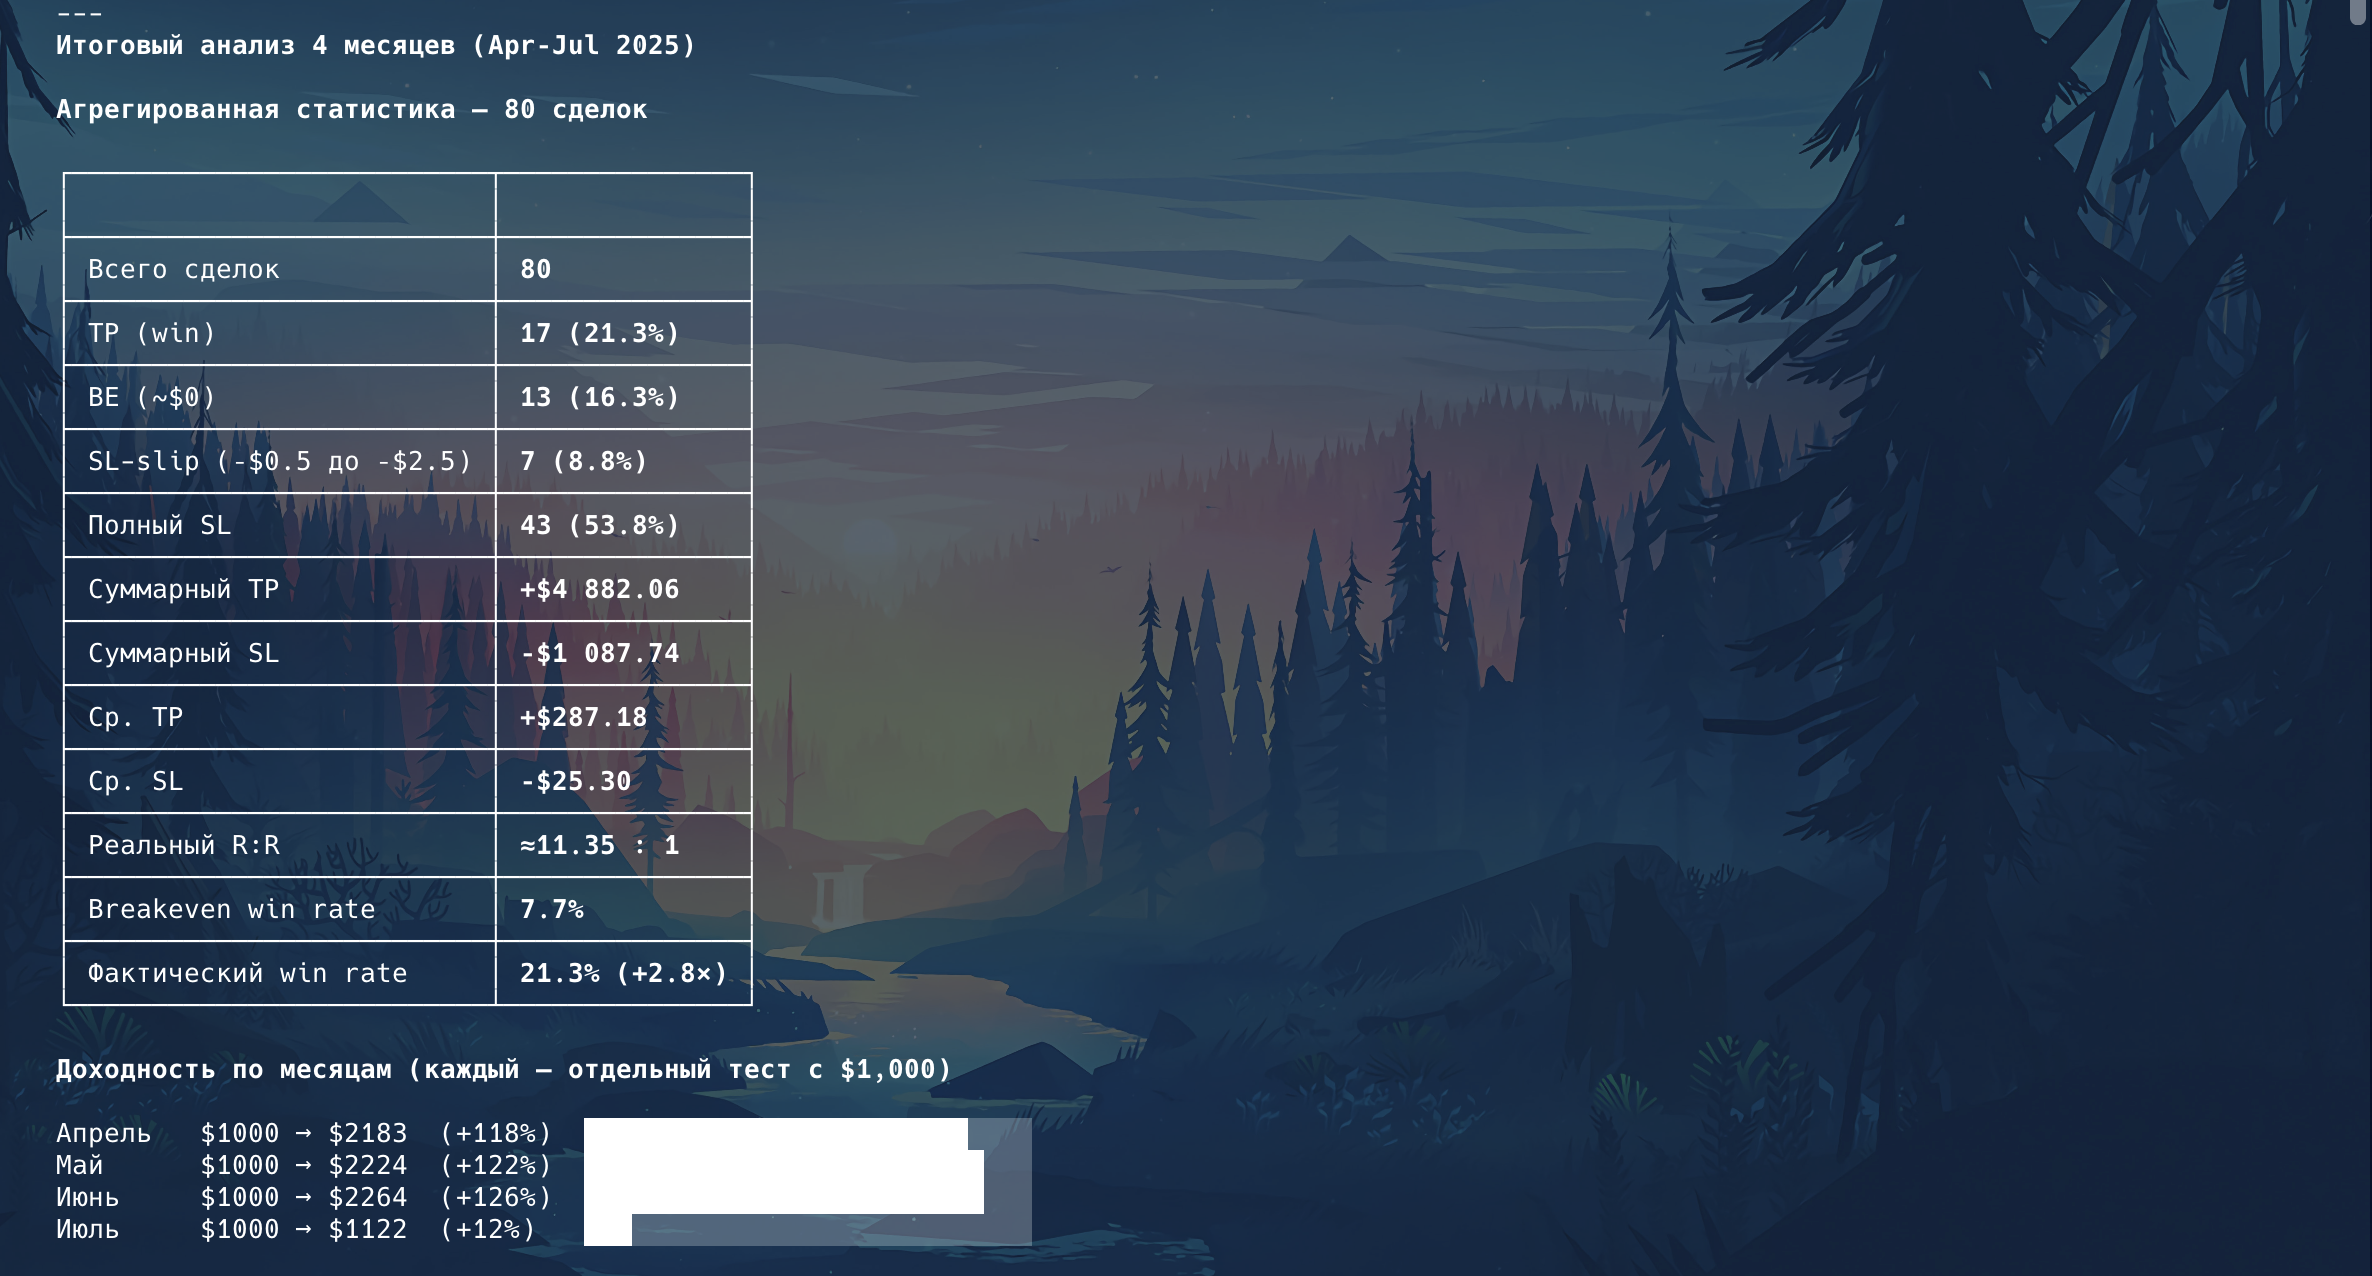 ---
Итоговый анализ 4 месяцев (Apr-Jul 2025)
Агрегированная статистика — 80 сделок
Всего сделок 80
TP (win) 17 (21.3%)
BE (~$0) 13 (16.3%)
SL-slip (-$0.5 до -$2.5) 7 (8.8%)
Полный SL 43 (53.8%)
Суммарный TP +$4 882.06
Суммарный SL -$1 087.74
Ср. TP +$287.18
Ср. SL -$25.30
Реальный R:R ≈11.35 : 1
Breakeven win rate 7.7%
Фактический win rate 21.3% (+2.8×)
Доходность по месяцам (каждый — отдельный тест с $1,000)
Апрель $1000 → $2183 (+118%)
Май $1000 → $2224 (+122%)
Июнь $1000 → $2264 (+126%)
Июль $1000 → $1122 (+12%)